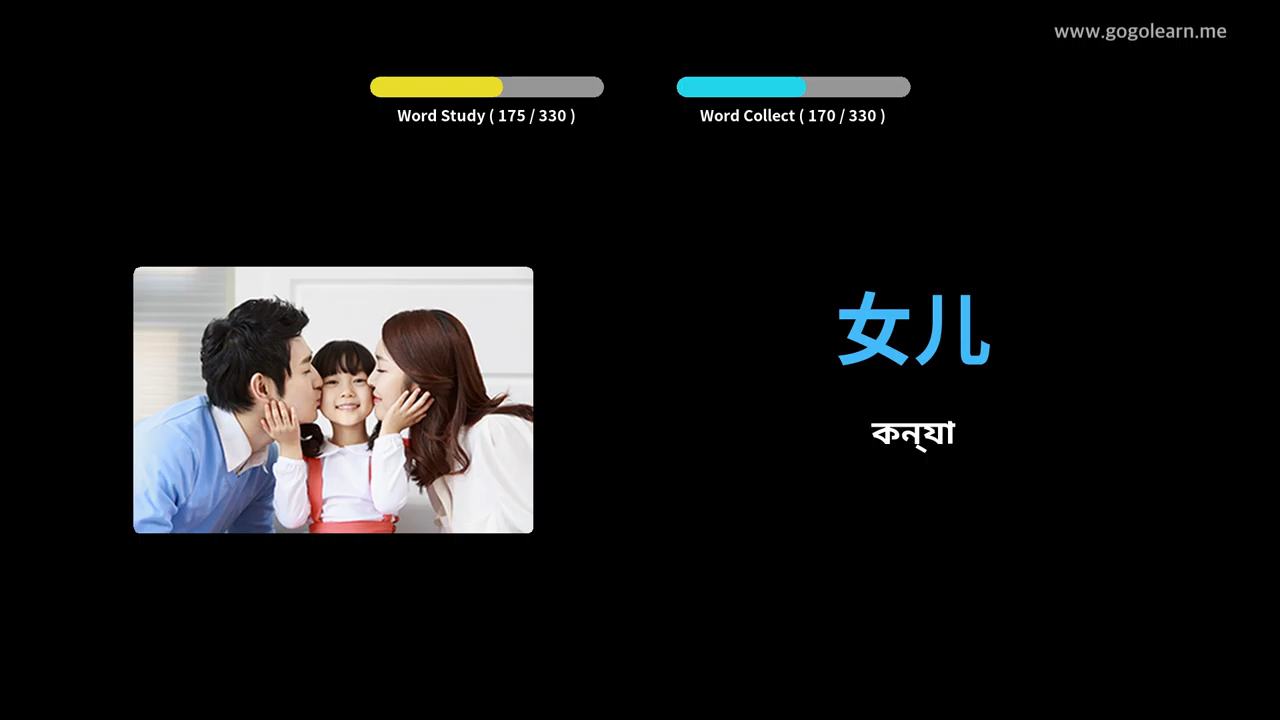 www.gogolearn.me
Word Study ( 175 / 330 )
Word Collect ( 170 / 330 )
女儿
কন্‌যা